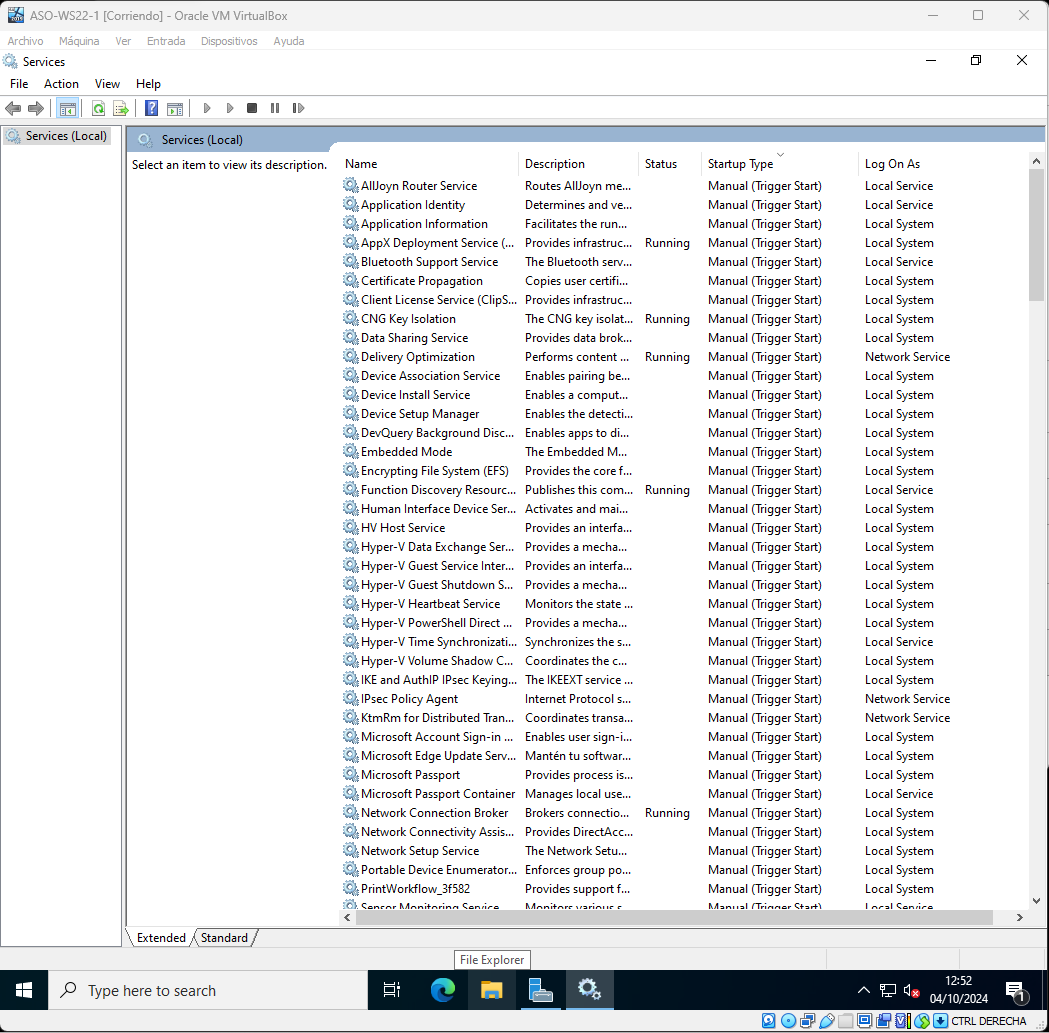 ASO-WS22-1 [Corriendo] - Oracle VM VirtualBox
Archivo Máquina Ver Entrada Dispositivos Ayuda
Services
File Action View Help
Services (Local)
Services (Local)
Select an item to view its description.
Name Description Status Startup Type Log On As
AllJoyn Router Service Routes AllJoyn me... Manual (Trigger Start) Local Service
Application Identity Determines and ve... Manual (Trigger Start) Local Service
Application Information Facilitates the run... Manual (Trigger Start) Local System
AppX Deployment Service (... Provides infrastruc... Running Manual (Trigger Start) Local System
Bluetooth Support Service The Bluetooth serv... Manual (Trigger Start) Local Service
Certificate Propagation Copies user certifi... Manual (Trigger Start) Local System
Client License Service (ClipS... Provides infrastruc... Manual (Trigger Start) Local System
CNG Key Isolation The CNG key isolat... Running Manual (Trigger Start) Local System
Data Sharing Service Provides data brok... Manual (Trigger Start) Local System
Delivery Optimization Performs content ... Running Manual (Trigger Start) Network Service
Device Association Service Enables pairing be... Manual (Trigger Start) Local System
Device Install Service Enables a comput... Manual (Trigger Start) Local System
Device Setup Manager Enables the detecti... Manual (Trigger Start) Local System
DevQuery Background Disc... Enables apps to di... Manual (Trigger Start) Local System
Embedded Mode The Embedded M... Manual (Trigger Start) Local System
Encrypting File System (EFS) Provides the core f... Manual (Trigger Start) Local System
Function Discovery Resourc... Publishes this com... Running Manual (Trigger Start) Local Service
Human Interface Device Ser... Activates and mai... Manual (Trigger Start) Local System
HV Host Service Provides an interfa... Manual (Trigger Start) Local System
Hyper-V Data Exchange Ser... Provides a mecha... Manual (Trigger Start) Local System
Hyper-V Guest Service Inter... Provides an interfa... Manual (Trigger Start) Local System
Hyper-V Guest Shutdown S... Provides a mecha... Manual (Trigger Start) Local System
Hyper-V Heartbeat Service Monitors the state ... Manual (Trigger Start) Local System
Hyper-V PowerShell Direct ... Provides a mecha... Manual (Trigger Start) Local System
Hyper-V Time Synchronizati... Synchronizes the s... Manual (Trigger Start) Local Service
Hyper-V Volume Shadow C... Coordinates the c... Manual (Trigger Start) Local System
IKE and AuthIP IPsec Keying... The IKEEXT service ... Manual (Trigger Start) Local System
IPsec Policy Agent Internet Protocol s... Manual (Trigger Start) Network Service
KtmRm for Distributed Tran... Coordinates transa... Manual (Trigger Start) Network Service
Microsoft Account Sign-in ... Enables user sign-i... Manual (Trigger Start) Local System
Microsoft Edge Update Serv... Mantén tu softwar... Manual (Trigger Start) Local System
Microsoft Passport Provides process is... Manual (Trigger Start) Local System
Microsoft Passport Container Manages local use... Manual (Trigger Start) Local Service
Network Connection Broker Brokers connectio... Running Manual (Trigger Start) Local System
Network Connectivity Assis... Provides DirectAcc... Manual (Trigger Start) Local System
Network Setup Service The Network Setu... Manual (Trigger Start) Local System
Portable Device Enumerator... Enforces group po... Manual (Trigger Start) Local System
PrintWorkflow_3f582 Provides support f... Manual (Trigger Start) Local System
Sensor Monitoring Service Monitors various s... Manual (Trigger Start) Local Service
Extended Standard
File Explorer
Type here to search
12:52
04/10/2024
1
CTRL DERECHA